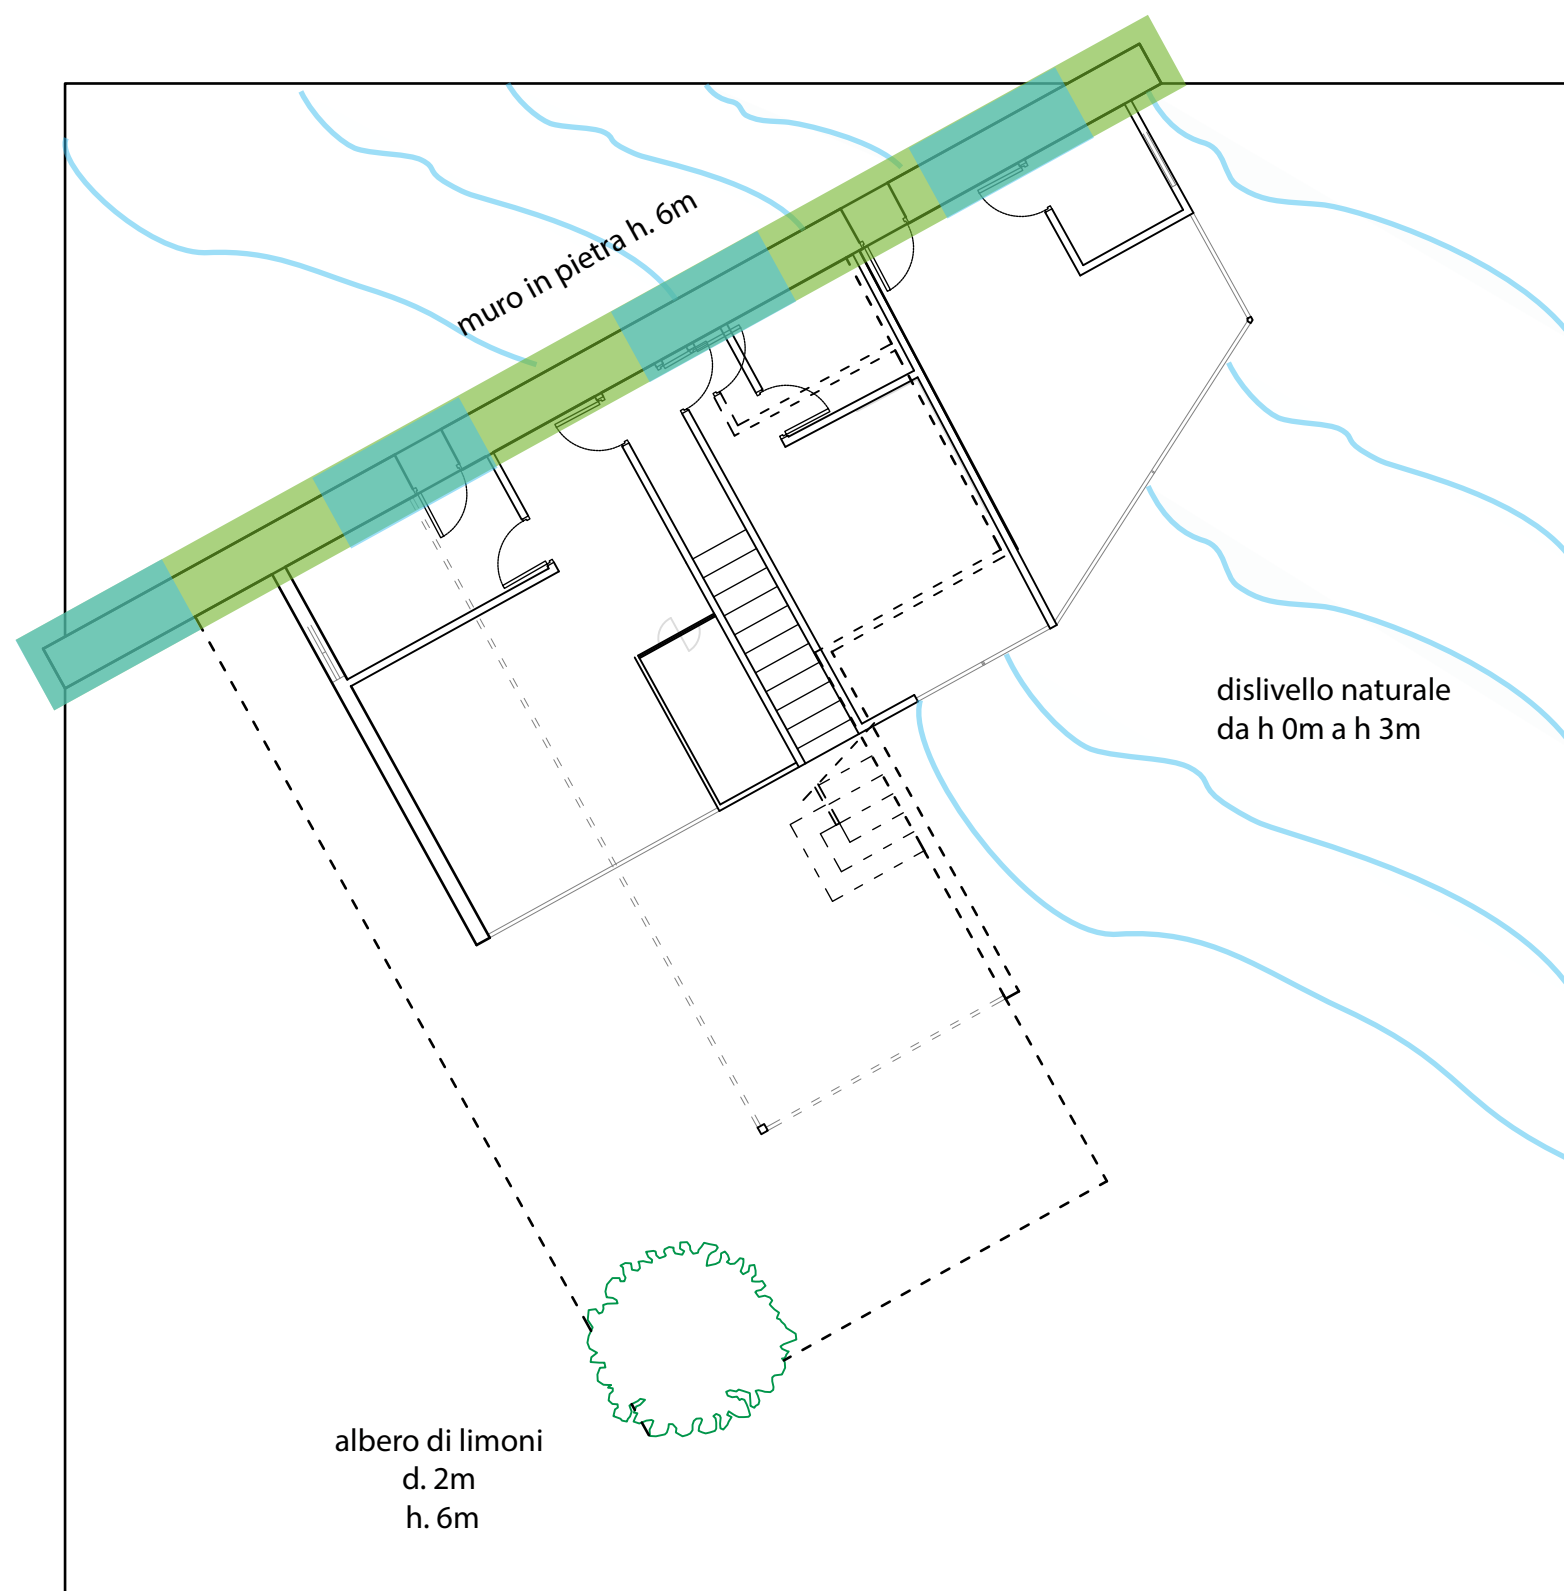 muro in pietra h. 6m
dislivello naturale
da h 0m a h 3m
albero di limoni
d. 2m
h. 6m